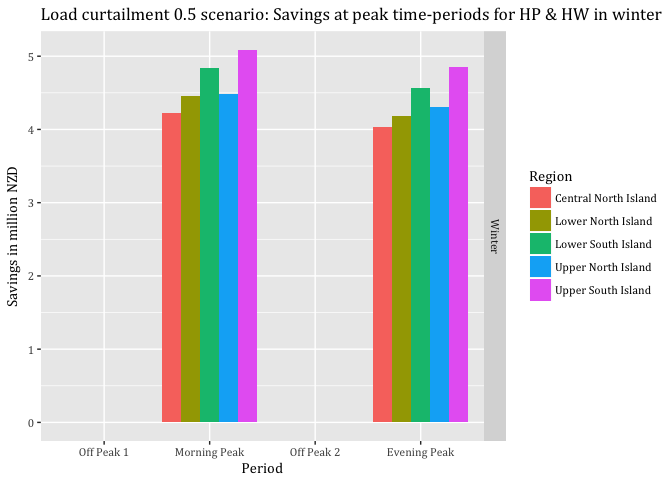 Load curtailment 0.5 scenario: Savings at peak time-periods for HP & HW in winter
Savings in million NZD
5
4
3
2
1
0
Off Peak 1
Morning Peak
Off Peak 2
Evening Peak
Period
Winter
Region
Central North Island
Lower North Island
Lower South Island
Upper North Island
Upper South Island